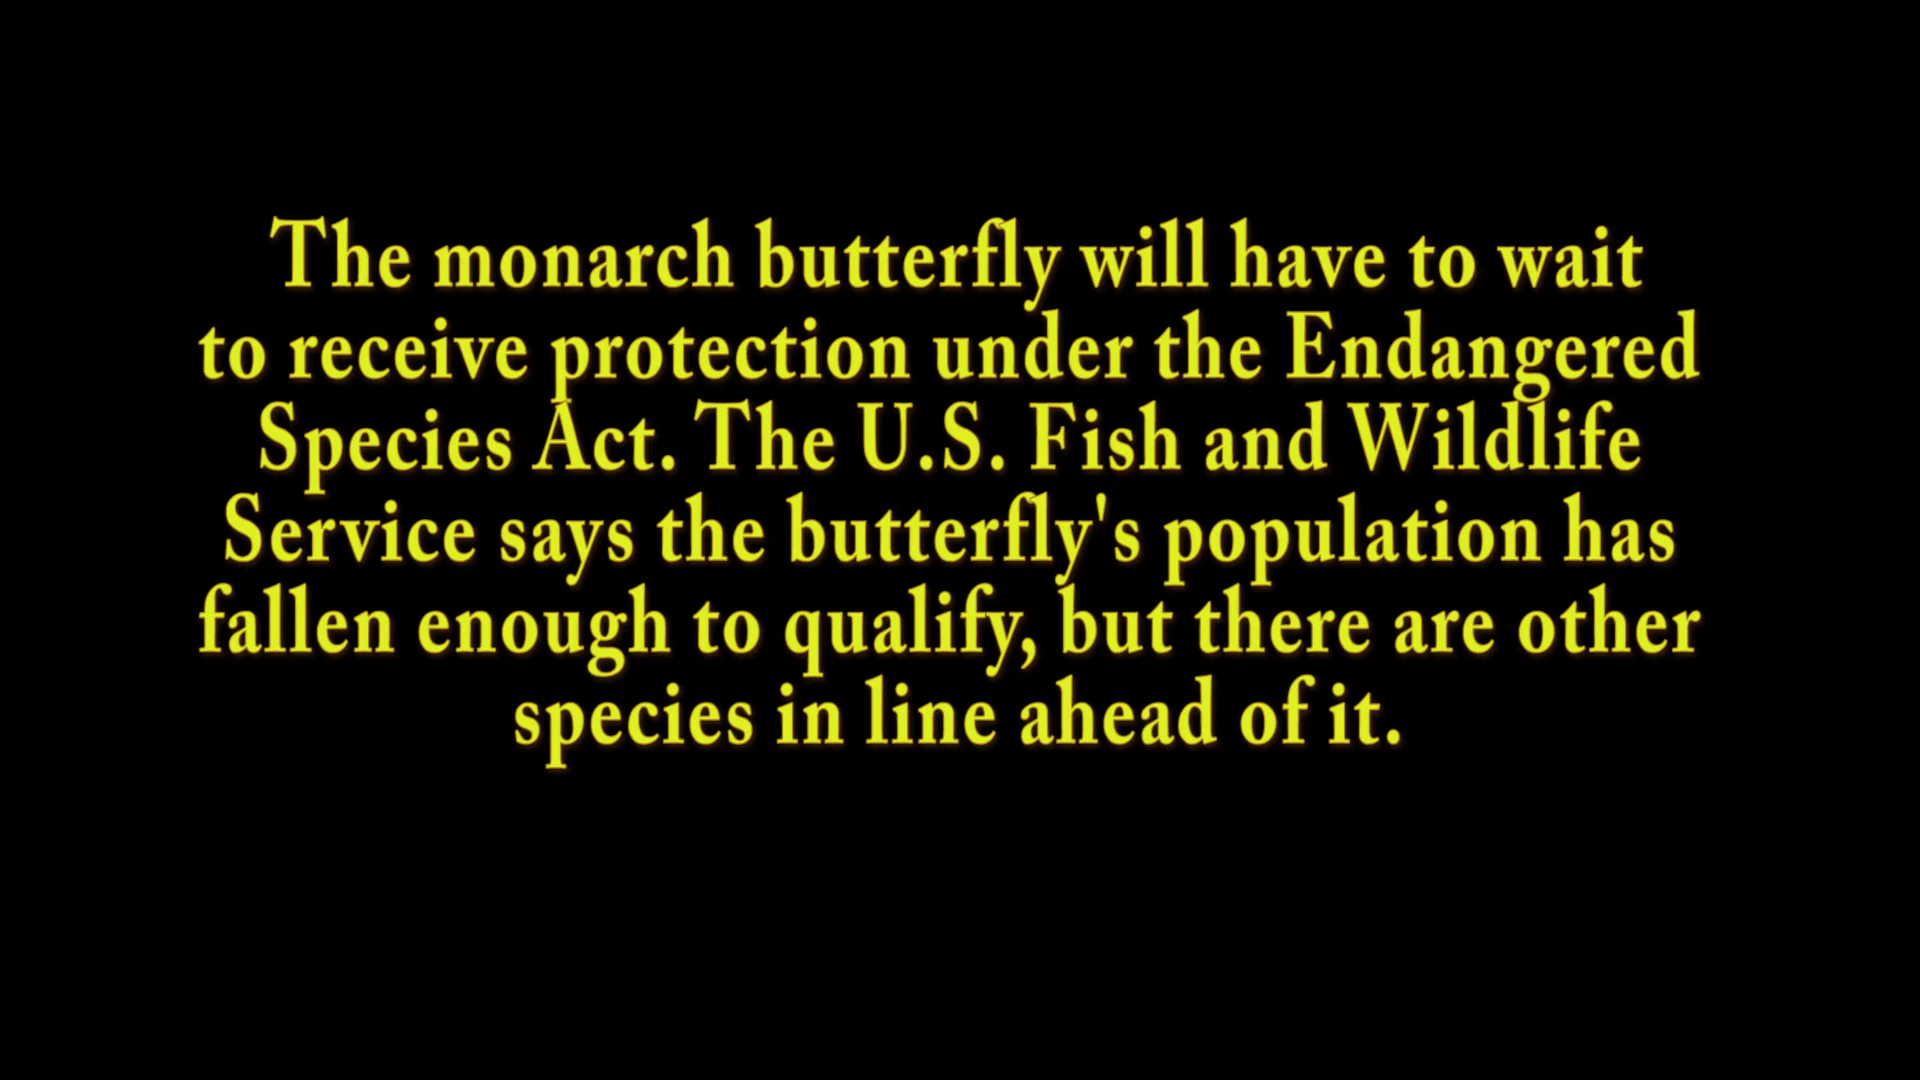 The monarch butterfly will have to wait
to receive protection under the Endangered
Species Act. The U.S. Fish and Wildlife
Service says the butterfly's population has
fallen enough to qualify, but there are other
species in line ahead of it.